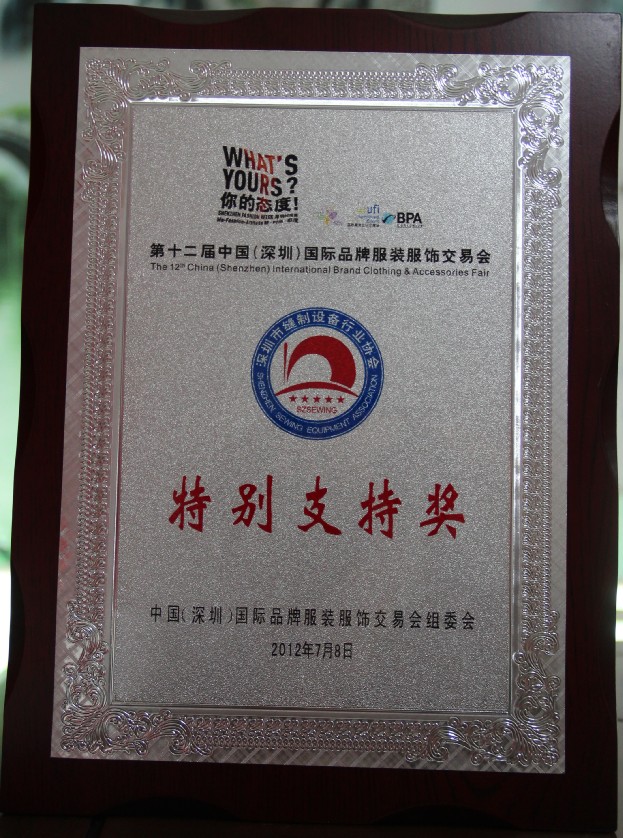 WHAT'S
YOURS?
你的态度!
ufi
BPA
第十二届中国(深圳)国际品牌服装服饰交易会
The 12th China (Shenzhen) International Brand Clothing & Accessories Fair
深圳市缝制设备行业协会
BZSEWING
SHENZHEN SEWING EQUIPMENT ASSOCIATION
特别支持奖
中国(深圳)国际品牌服装服饰交易会组委会
2012年7月8日